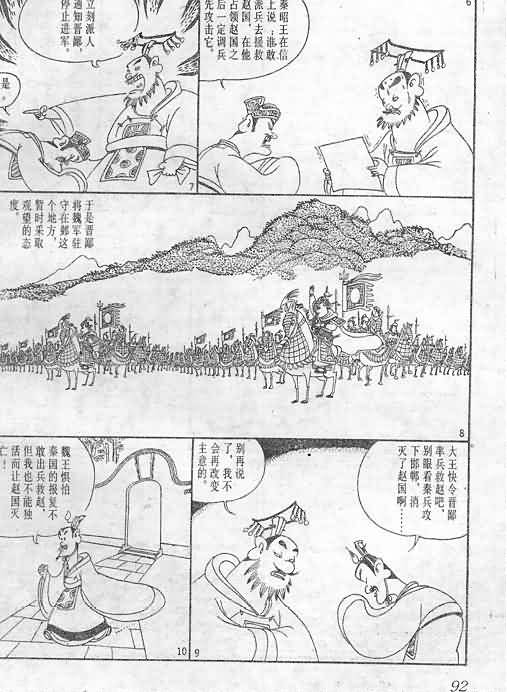 6
秦昭王在信
上说：谁敢
派兵去援救
赵国，在他
占领赵国之
后一定调兵
先攻击它。
立刻派人
通知晋鄙，
停止进军。
是。
7
于是晋鄙
将魏军驻
守在邺这
个地方，
暂时采取
观望的态
度。
8
大王快令晋鄙
率兵救赵吧，
别眼看秦兵攻
下邯郸，消
灭了赵国啊……
别再说
了，我不
会再改变
主意的。
9
魏王惧怕
秦国的报复不
敢出兵救赵，
但我也不能独
活而让赵国灭
亡！
10
92